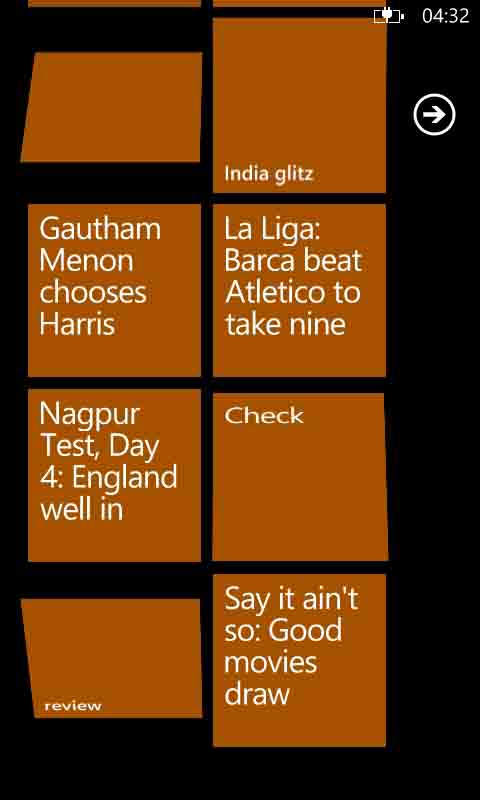 04:32
India glitz
Gautham
Menon
chooses
Harris
La Liga:
Barca beat
Atletico to
take nine
Nagpur
Test, Day
4: England
well in
Check
review
Say it ain't
so: Good
movies
draw